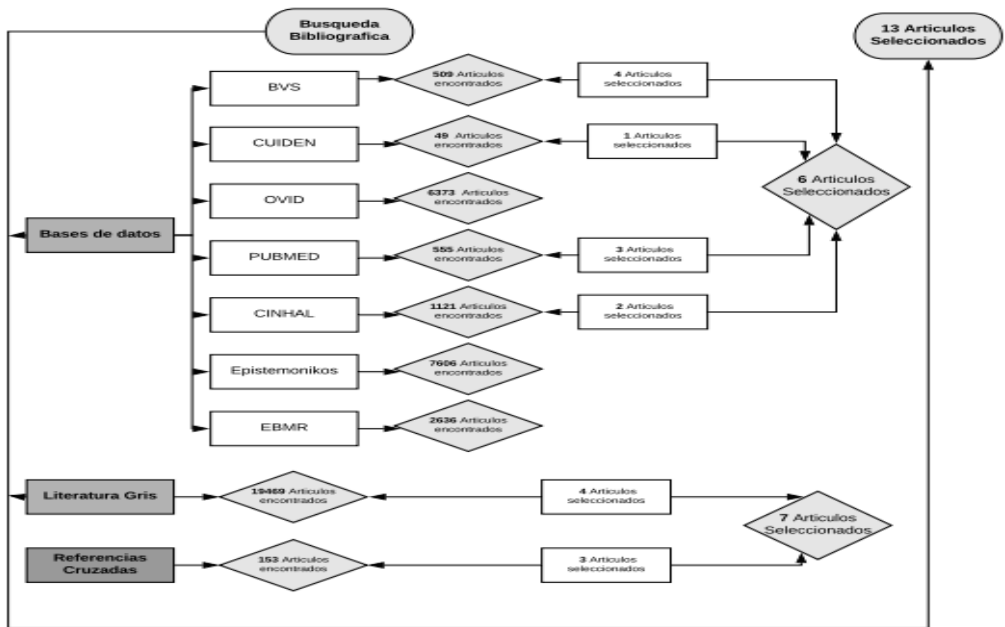 Busqueda
Bibliografica
13 Articulos
Seleccionados
BVS
509 Articulos
encontrados
4 Articulos
seleccionados
CUIDEN
49 Articulos
encontrados
1 Articulos
seleccionados
6 Articulos
Seleccionados
OVID
6373 Articulos
encontrados
Bases de datos
PUBMED
555 Articulos
encontrados
3 Articulos
seleccionados
CINHAL
1121 Articulos
encontrados
2 Articulos
seleccionados
Epistemonikos
7606 Articulos
encontrados
EBMR
2636 Articulos
encontrados
Literatura Gris
19469 Articulos
encontrados
4 Articulos
seleccionados
7 Articulos
Seleccionados
Referencias
Cruzadas
153 Articulos
encontrados
3 Articulos
seleccionados